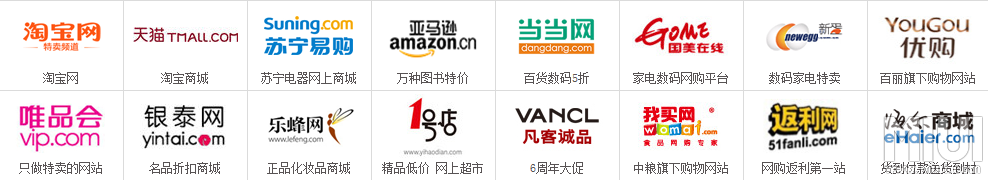 淘宝网
特卖频道
天猫 TMALL.COM
Suning.com
苏宁易购
亚马逊
amazon.cn
当当网
dangdang.com
GOME
国美在线
newegg 新蛋
YOUGOU
优购
淘宝网
淘宝商城
苏宁电器网上商城
万种图书特价
百货数码5折
家电数码网购平台
数码家电特卖
百丽旗下购物网站
唯品会
vip.com
银泰网
yintai.com
乐蜂网
www.lefeng.com
1号店
www.yihaodian.com
VANCL
凡客诚品
我买网
womai.com
食品网购专家
返利网
51fanli.com
海尔商城
eHaier.com
只做特卖的网站
名品折扣商城
正品化妆品商城
精品低价 网上超市
6周年大促
中粮旗下购物网站
网购返利第一站
货到付款送货到村